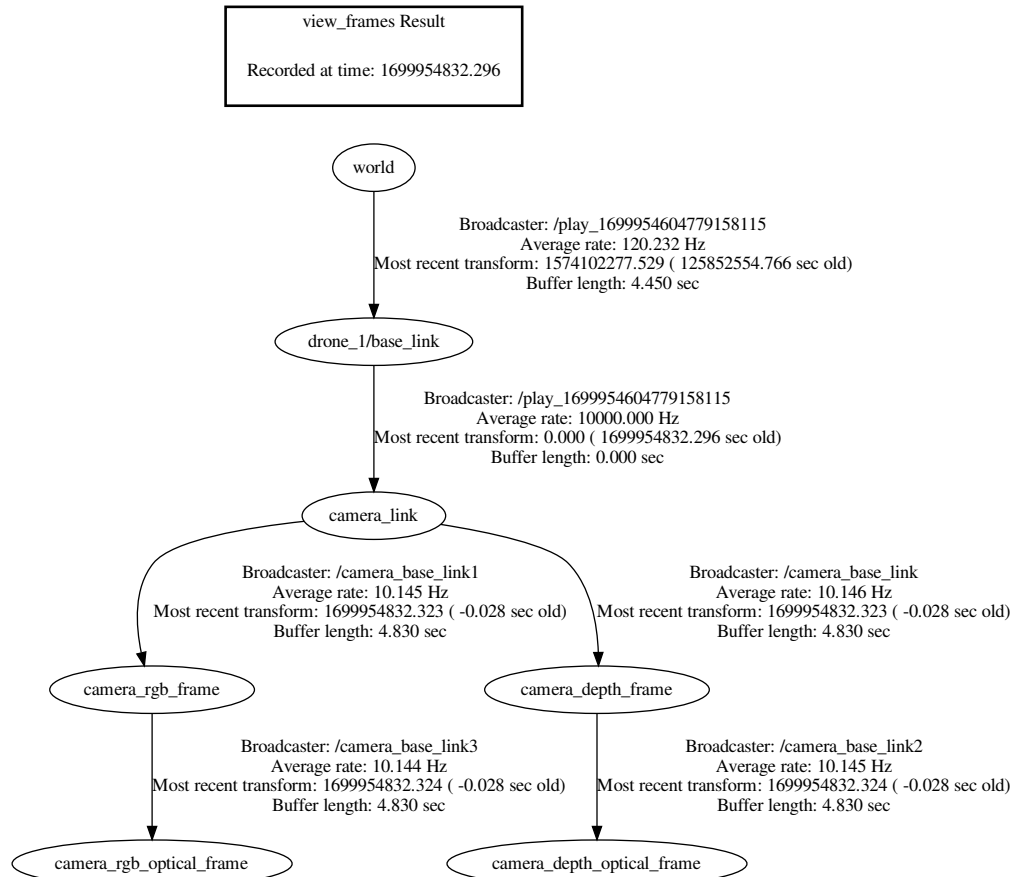 view_frames Result
Recorded at time: 1699954832.296
world
Broadcaster: /play_1699954604779158115
Average rate: 120.232 Hz
Most recent transform: 1574102277.529 ( 125852554.766 sec old)
Buffer length: 4.450 sec
drone_1/base_link
Broadcaster: /play_1699954604779158115
Average rate: 10000.000 Hz
Most recent transform: 0.000 ( 1699954832.296 sec old)
Buffer length: 0.000 sec
camera_link
Broadcaster: /camera_base_link1
Average rate: 10.145 Hz
Most recent transform: 1699954832.323 ( -0.028 sec old)
Buffer length: 4.830 sec
Broadcaster: /camera_base_link
Average rate: 10.146 Hz
Most recent transform: 1699954832.323 ( -0.028 sec old)
Buffer length: 4.830 sec
camera_rgb_frame
camera_depth_frame
Broadcaster: /camera_base_link3
Average rate: 10.144 Hz
Most recent transform: 1699954832.324 ( -0.028 sec old)
Buffer length: 4.830 sec
Broadcaster: /camera_base_link2
Average rate: 10.145 Hz
Most recent transform: 1699954832.324 ( -0.028 sec old)
Buffer length: 4.830 sec
camera_rgb_optical_frame
camera_depth_optical_frame